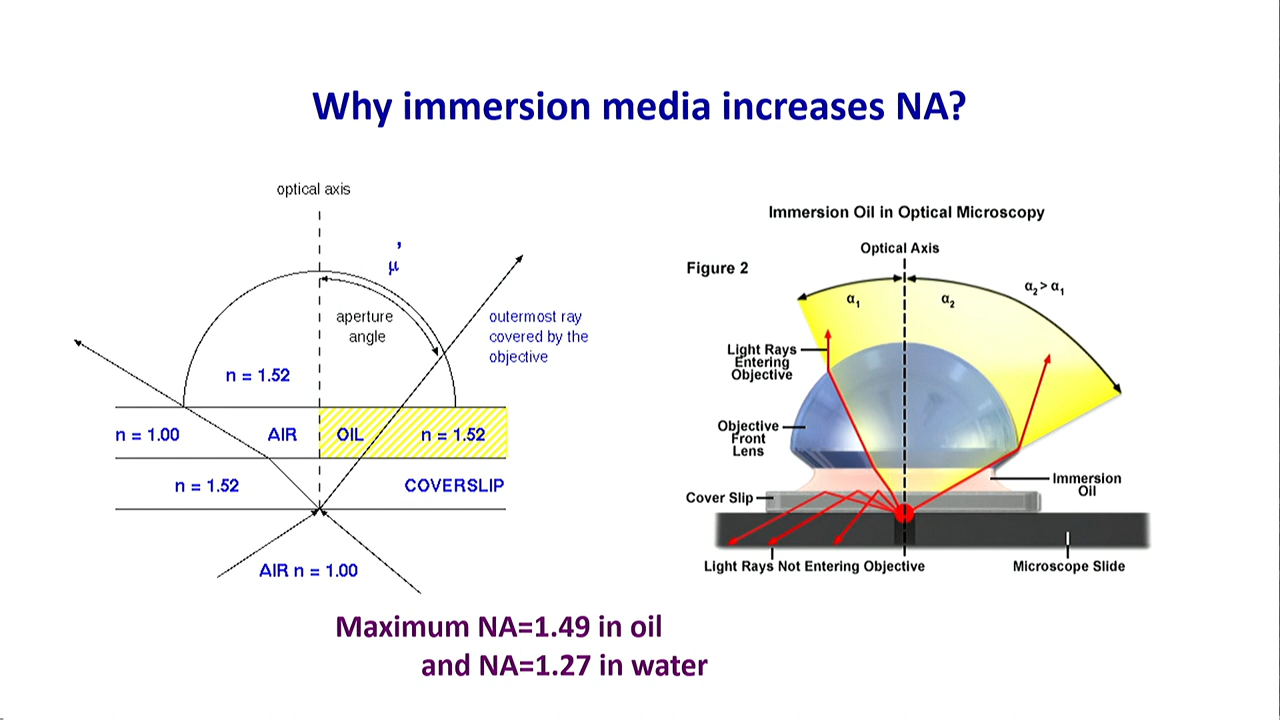 Why immersion media increases NA?
optical axis
μ
’
aperture
angle
outermost ray
covered by the
objective
n = 1.52
n = 1.00
AIR
OIL
n = 1.52
n = 1.52
COVERSLIP
AIR n = 1.00
Immersion Oil in Optical Microscopy
Optical Axis
Figure 2
α1
α2
α2 > α1
Light Rays
Entering
Objective
Objective
Front
Lens
Immersion
Oil
Cover Slip
Light Rays Not Entering Objective
Microscope Slide
Maximum NA=1.49 in oil
and NA=1.27 in water